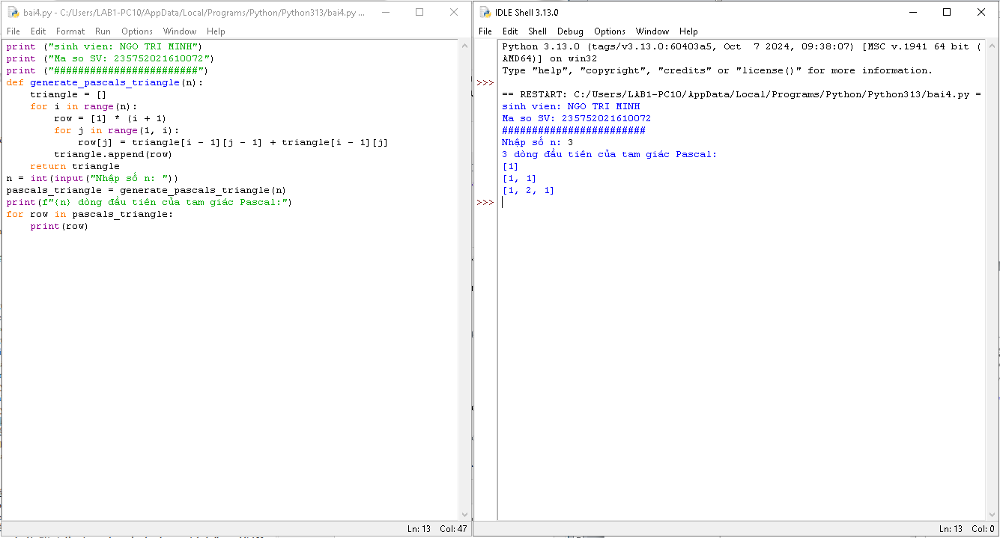 bai4.py - C:/Users/LAB1-PC10/AppData/Local/Programs/Python/Python313/bai4.py ...
File Edit Format Run Options Window Help
print ("sinh vien: NGO TRI MINH")
print ("Ma so SV: 235752021610072")
print ("########################")
def generate_pascals_triangle(n):
    triangle = []
    for i in range(n):
        row = [1] * (i + 1)
        for j in range(1, i):
            row[j] = triangle[i - 1][j - 1] + triangle[i - 1][j]
        triangle.append(row)
    return triangle
n = int(input("Nhập số n: "))
pascals_triangle = generate_pascals_triangle(n)
print(f"{n} dòng đầu tiên của tam giác Pascal:")
for row in pascals_triangle:
    print(row)
Ln: 13 Col: 47
IDLE Shell 3.13.0
File Edit Shell Debug Options Window Help
Python 3.13.0 (tags/v3.13.0:60403a5, Oct  7 2024, 09:38:07) [MSC v.1941 64 bit (
AMD64)] on win32
Type "help", "copyright", "credits" or "license()" for more information.
>>>
== RESTART: C:/Users/LAB1-PC10/AppData/Local/Programs/Python/Python313/bai4.py =
sinh vien: NGO TRI MINH
Ma so SV: 235752021610072
########################
Nhập số n: 3
3 dòng đầu tiên của tam giác Pascal:
[1]
[1, 1]
[1, 2, 1]
>>>
Ln: 13 Col: 0